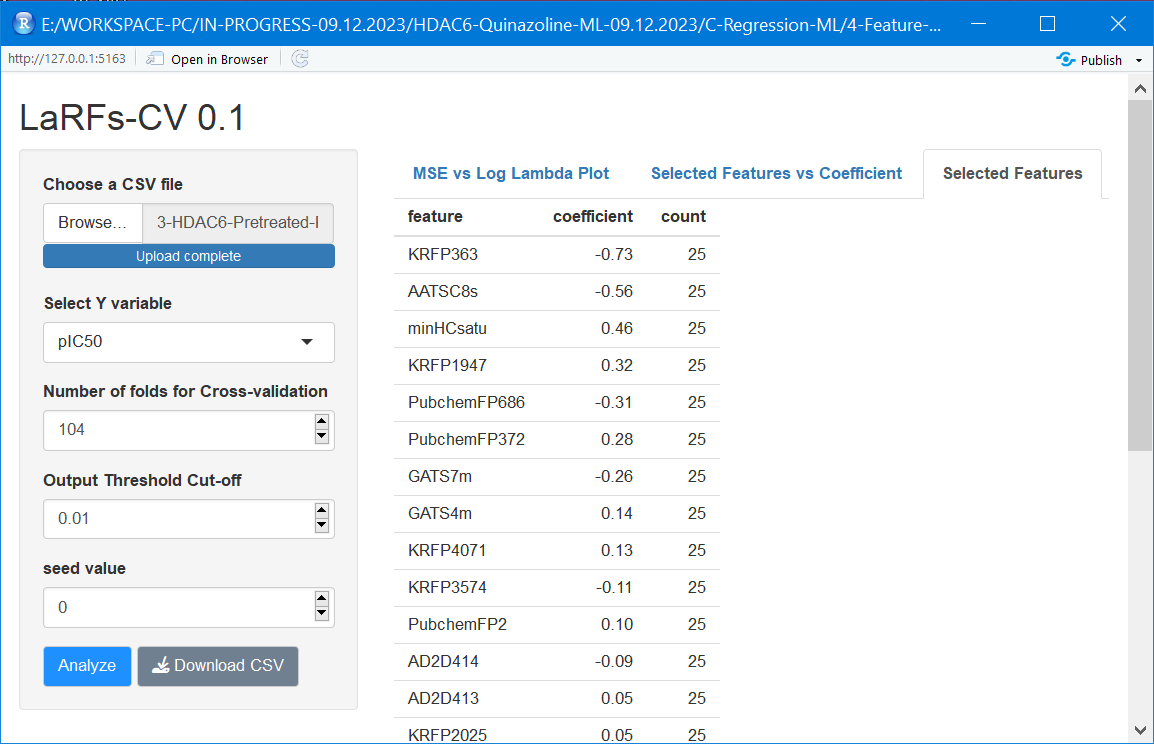 E:/WORKSPACE-PC/IN-PROGRESS-09.12.2023/HDAC6-Quinazoline-ML-09.12.2023/C-Regression-ML/4-Feature-...
http://127.0.0.1:5163 Open in Browser Publish
LaRFs-CV 0.1
Choose a CSV file
Browse... 3-HDAC6-Pretreated-I
Upload complete
Select Y variable
pIC50
Number of folds for Cross-validation
104
Output Threshold Cut-off
0.01
seed value
0
Analyze Download CSV
MSE vs Log Lambda Plot Selected Features vs Coefficient Selected Features
feature coefficient count
KRFP363 -0.73 25
AATSC8s -0.56 25
minHCsatu 0.46 25
KRFP1947 0.32 25
PubchemFP686 -0.31 25
PubchemFP372 0.28 25
GATS7m -0.26 25
GATS4m 0.14 25
KRFP4071 0.13 25
KRFP3574 -0.11 25
PubchemFP2 0.10 25
AD2D414 -0.09 25
AD2D413 0.05 25
KRFP2025 0.05 25